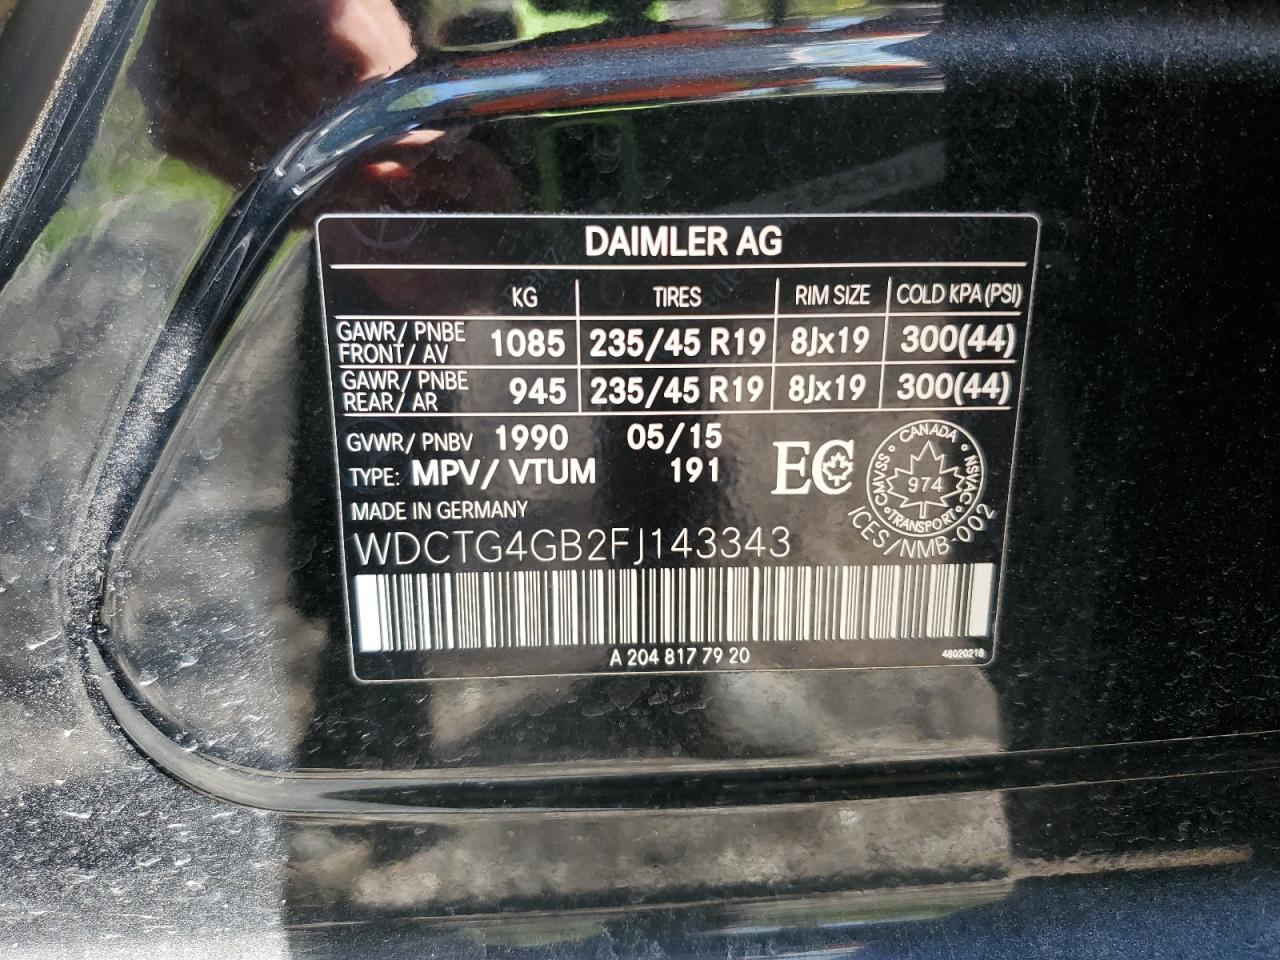 DAIMLER AG
KG TIRES RIM SIZE COLD KPA (PSI)
GAWR/ PNBE FRONT/ AV 1085 235/45 R19 8Jx19 300(44)
GAWR/ PNBE REAR/ AR 945 235/45 R19 8Jx19 300(44)
GVWR/ PNBV 1990 05/15
TYPE: MPV/ VTUM 191
EC
CANADA
CMVSS 974 NSVAC
TRANSPORT
ICES/NMB-002
MADE IN GERMANY
WDCTG4GB2FJ143343
A 204 817 79 20
48020218